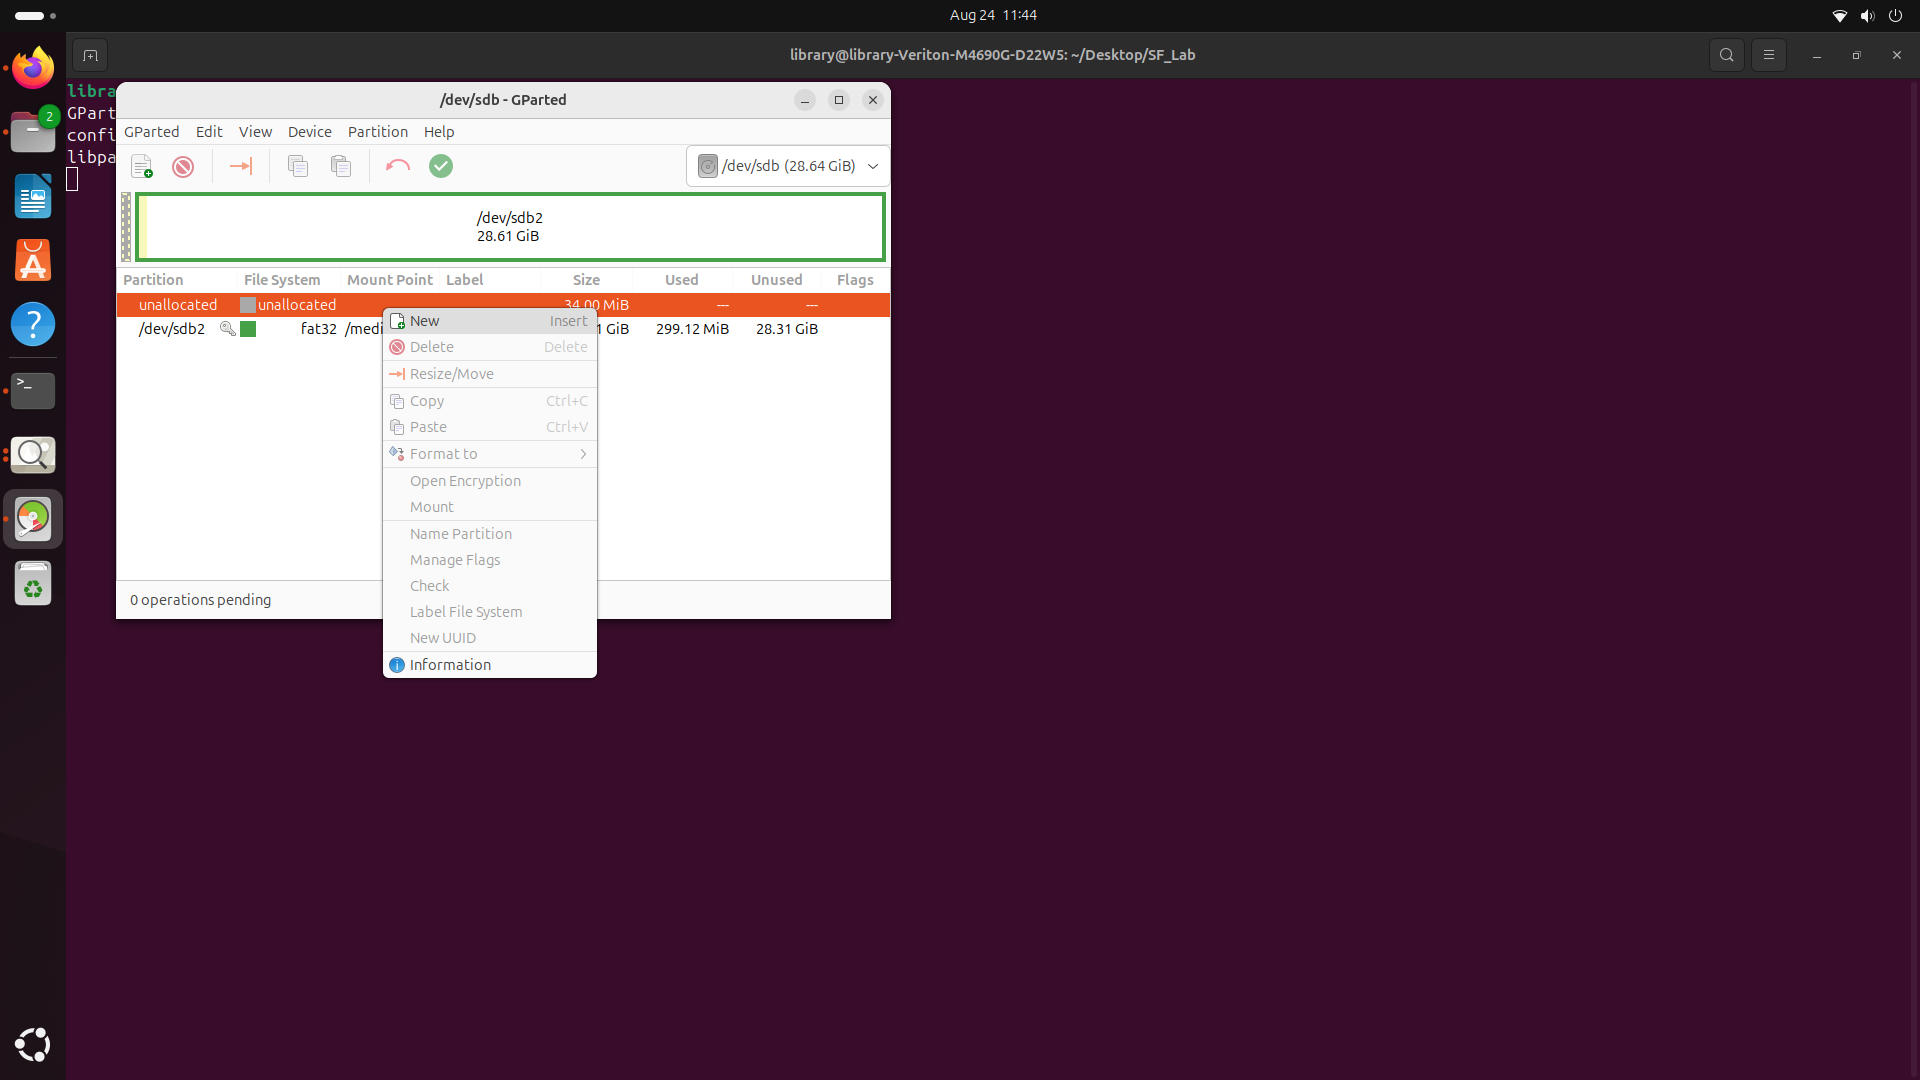 Aug 24 11:44
library@library-Veriton-M4690G-D22W5: ~/Desktop/SF_Lab
libra
GPart
confi
libpa
2
>_
/dev/sdb - GParted
GParted Edit View Device Partition Help
/dev/sdb (28.64 GiB)
/dev/sdb2
28.61 GiB
Partition File System Mount Point Label Size Used Unused Flags
unallocated unallocated 34.00 MiB --- ---
/dev/sdb2 fat32 /medi 1 GiB 299.12 MiB 28.31 GiB
New Insert
Delete Delete
Resize/Move
Copy Ctrl+C
Paste Ctrl+V
Format to
Open Encryption
Mount
Name Partition
Manage Flags
Check
Label File System
New UUID
Information
0 operations pending